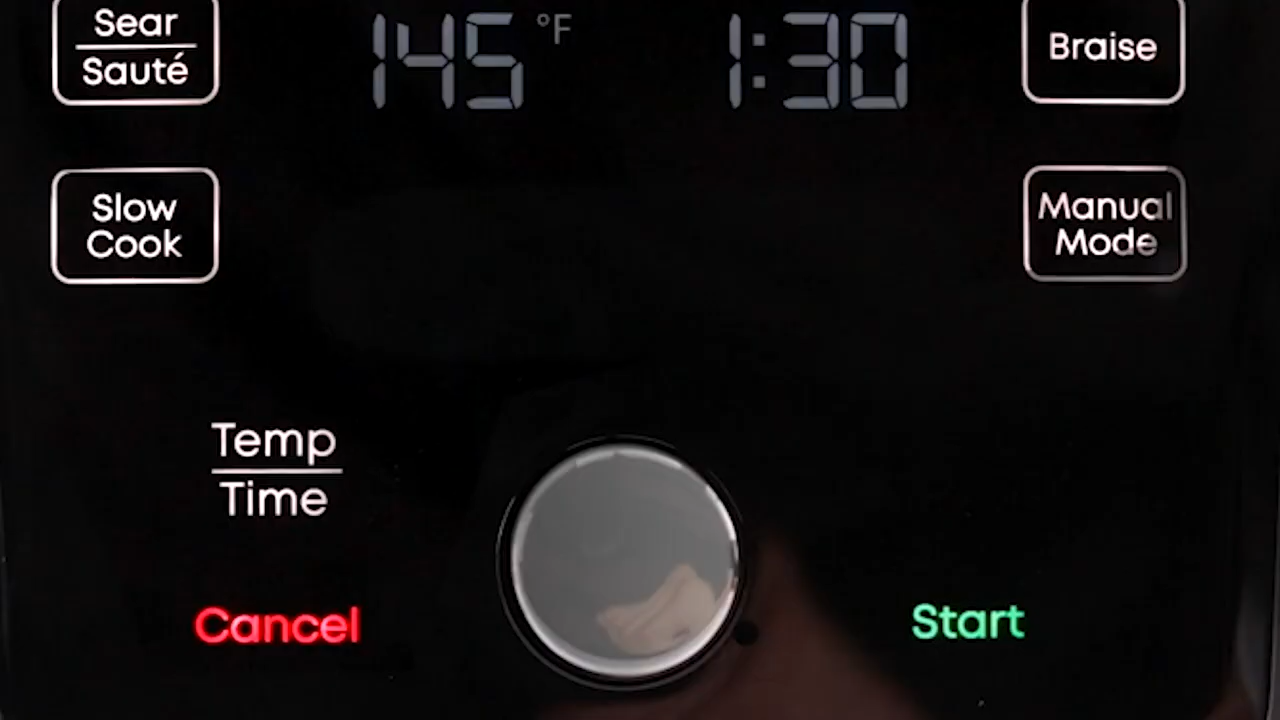 Sear
Sauté
145 °F
1:30
Braise
Slow
Cook
Manual
Mode
Temp
Time
Cancel
Start